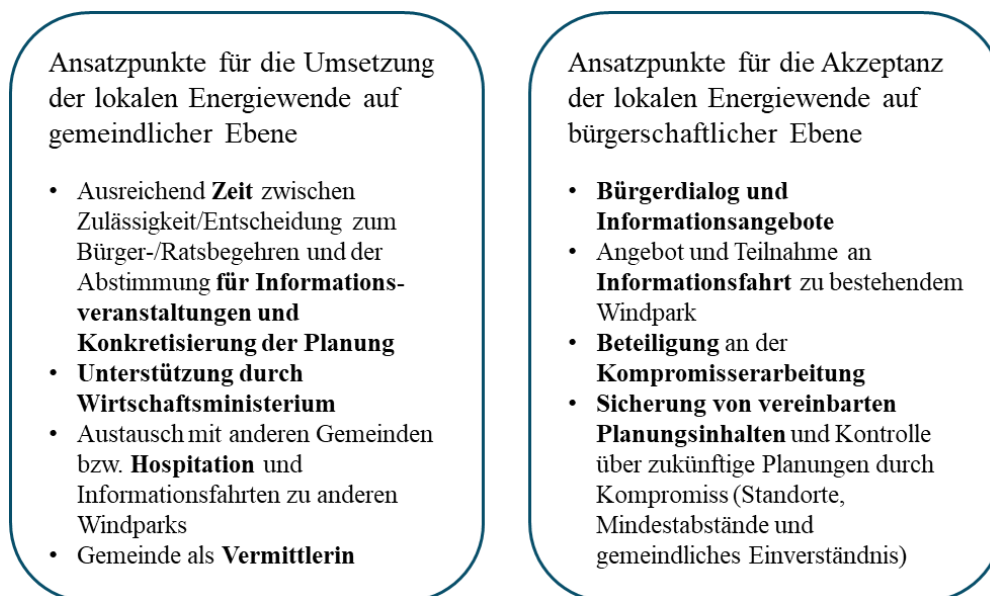 Ansatzpunkte für die Umsetzung
der lokalen Energiewende auf
gemeindlicher Ebene
• Ausreichend Zeit zwischen
Zulässigkeit/Entscheidung zum
Bürger-/Ratsbegehren und der
Abstimmung für Informations-
veranstaltungen und
Konkretisierung der Planung
• Unterstützung durch
Wirtschaftsministerium
• Austausch mit anderen Gemeinden
bzw. Hospitation und
Informationsfahrten zu anderen
Windparks
• Gemeinde als Vermittlerin
Ansatzpunkte für die Akzeptanz
der lokalen Energiewende auf
bürgerschaftlicher Ebene
• Bürgerdialog und
Informationsangebote
• Angebot und Teilnahme an
Informationsfahrt zu bestehendem
Windpark
• Beteiligung an der
Kompromisserarbeitung
• Sicherung von vereinbarten
Planungsinhalten und Kontrolle
über zukünftige Planungen durch
Kompromiss (Standorte,
Mindestabstände und
gemeindliches Einverständnis)